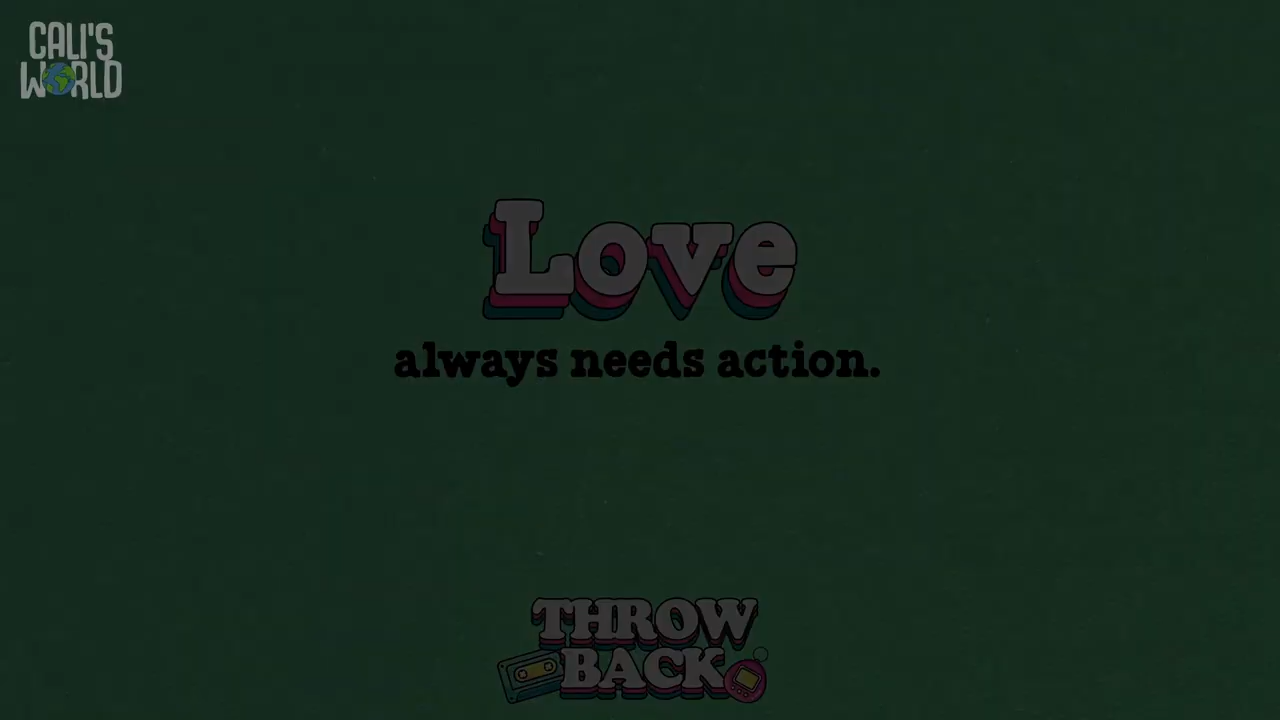 CALI'S
WORLD
Love
always needs action.
THROW
BACK